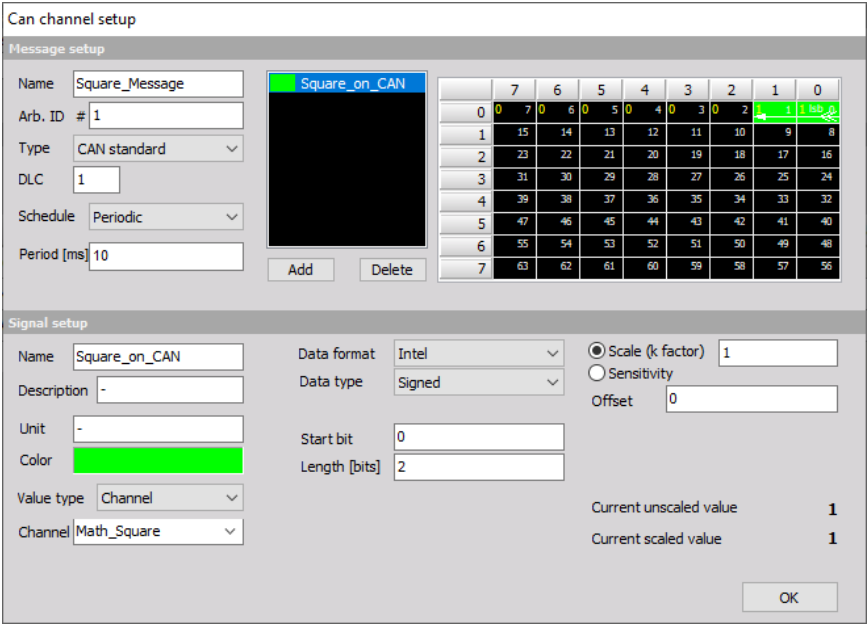 Can channel setup
Message setup
Name Square_Message
Arb. ID # 1
Type CAN standard
DLC 1
Schedule Periodic
Period [ms] 10
Square_on_CAN
Add Delete
7 6 5 4 3 2 1 0
0 0 7 0 6 0 5 0 4 0 3 0 2 1 1 1 lsb 0
1 15 14 13 12 11 10 9 8
2 23 22 21 20 19 18 17 16
3 31 30 29 28 27 26 25 24
4 39 38 37 36 35 34 33 32
5 47 46 45 44 43 42 41 40
6 55 54 53 52 51 50 49 48
7 63 62 61 60 59 58 57 56
Signal setup
Name Square_on_CAN
Description -
Unit -
Color
Value type Channel
Channel Math_Square
Data format Intel
Data type Signed
Start bit 0
Length [bits] 2
Scale (k factor) 1
Sensitivity
Offset 0
Current unscaled value 1
Current scaled value 1
OK